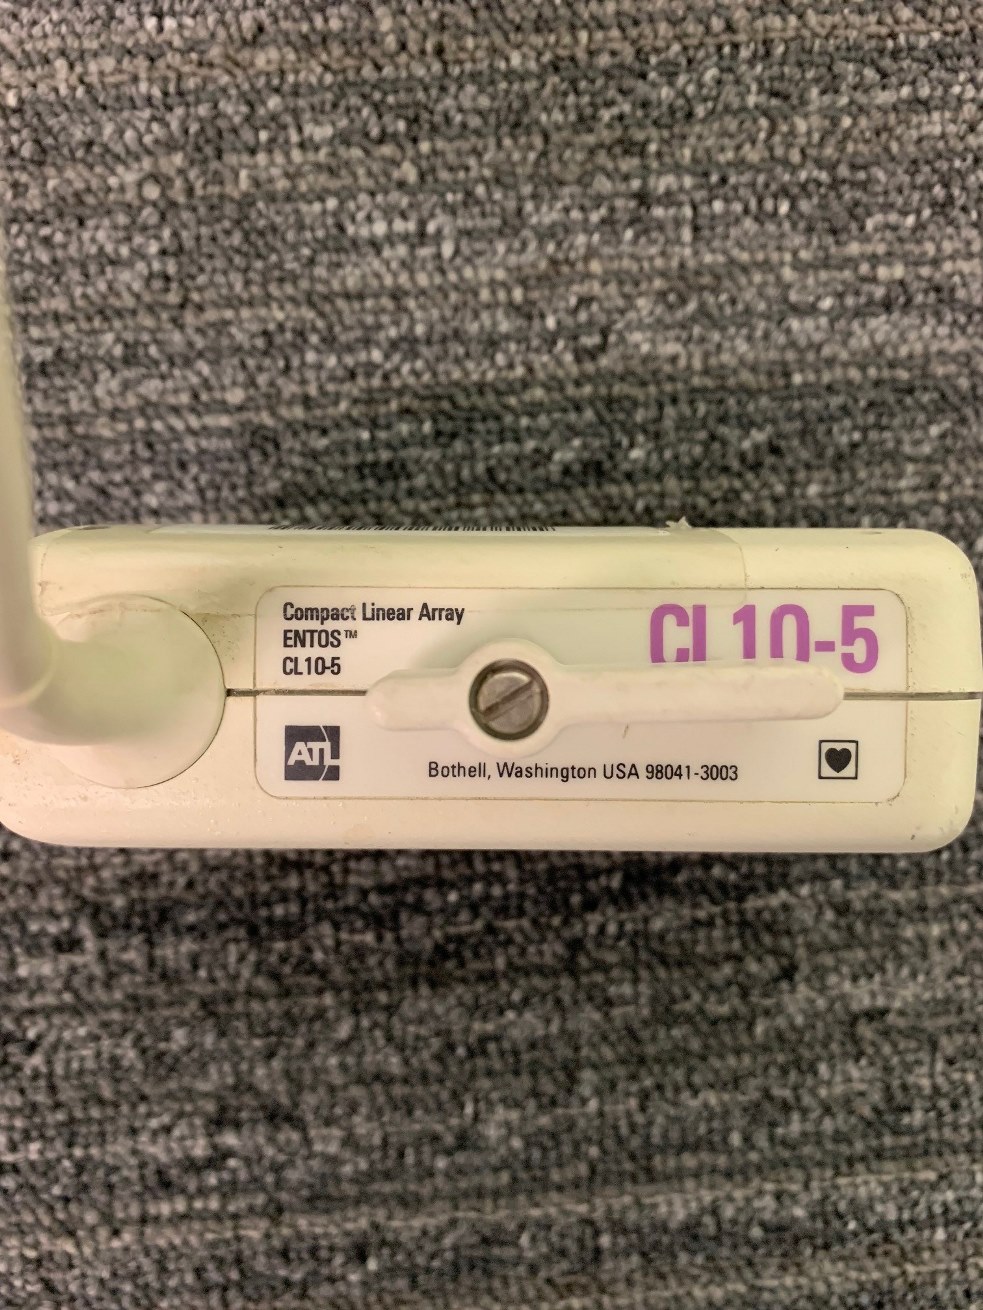 Compact Linear Array
ENTOS™
CL10-5
CL10-5
ATL
Bothell, Washington USA 98041-3003